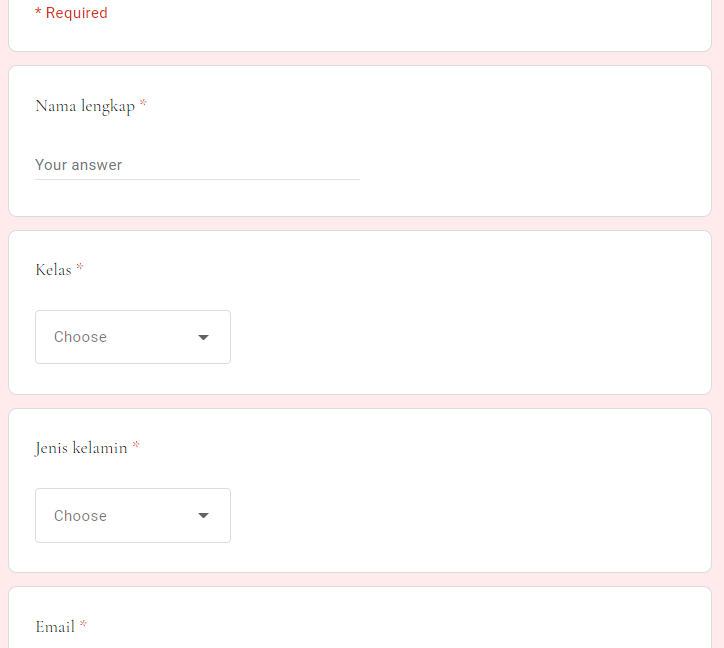 * Required
Nama lengkap *
Your answer
Kelas *
Choose
Jenis kelamin *
Choose
Email *